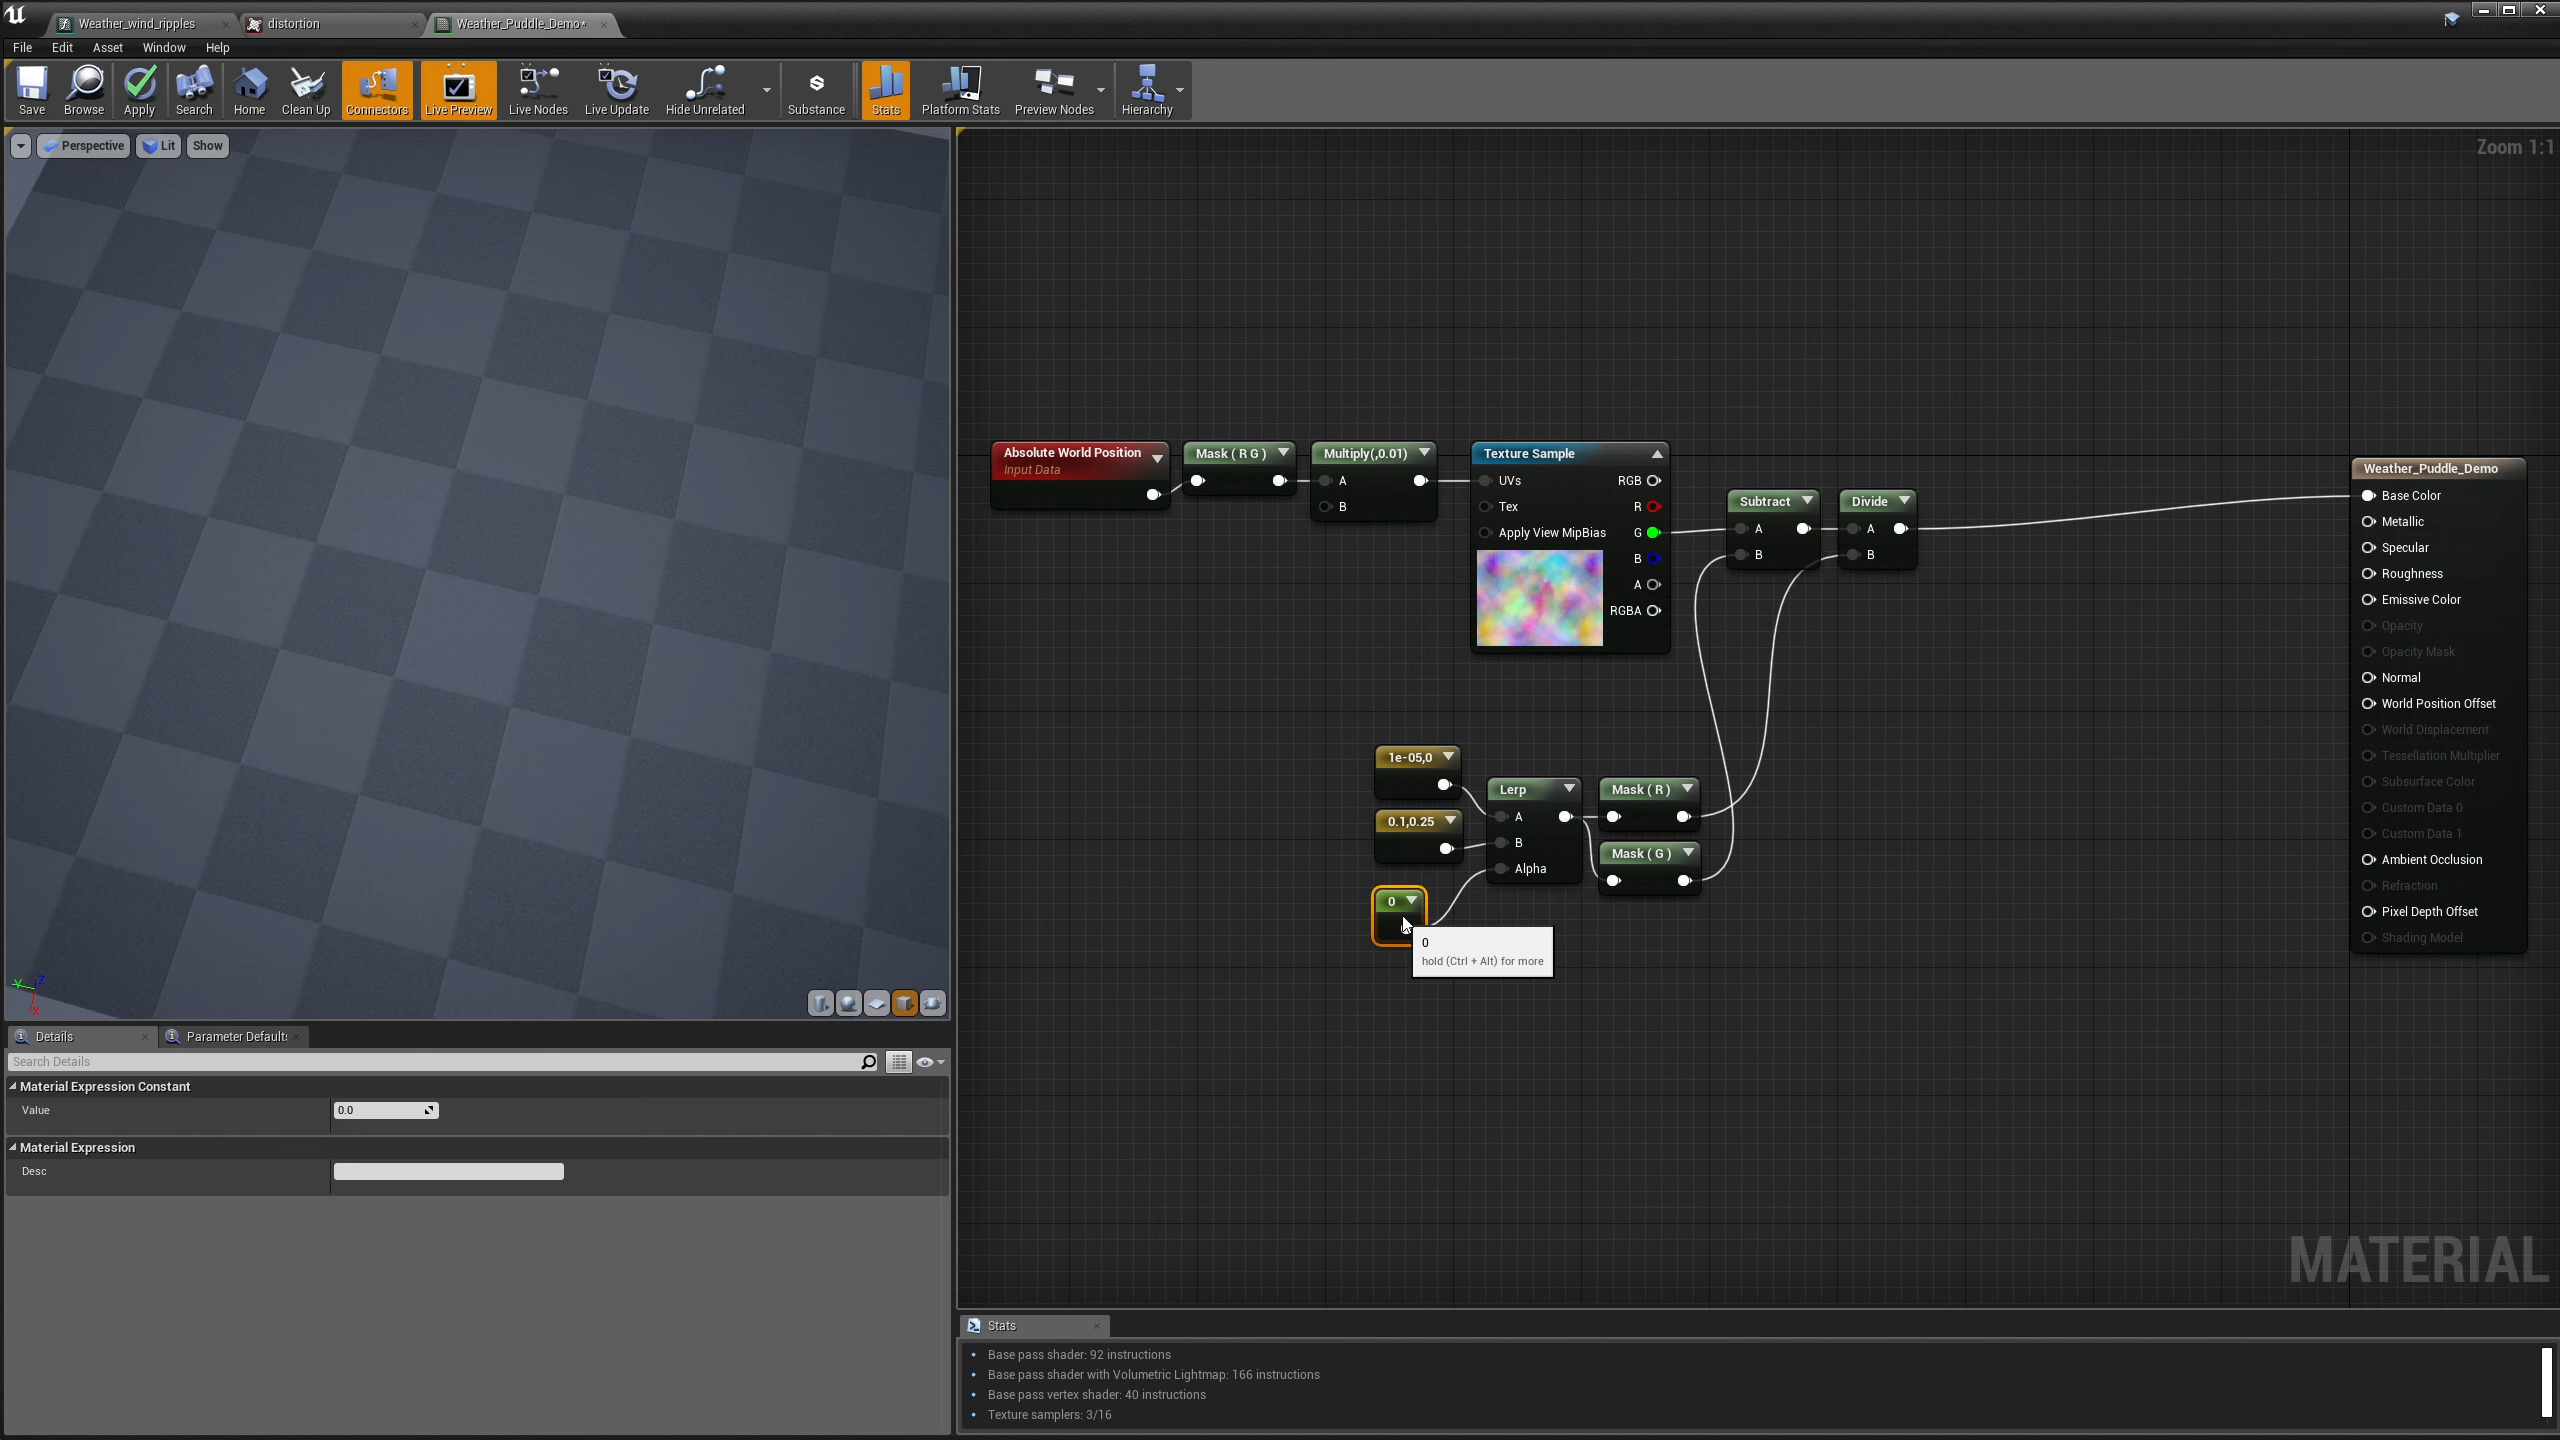 Weather_wind_ripples
distortion
Weather_Puddle_Demo*
File Edit Asset Window Help
Save Browse Apply Search Home Clean Up Connectors Live Preview Live Nodes Live Update Hide Unrelated Substance Stats Platform Stats Preview Nodes Hierarchy
Perspective Lit Show
Zoom 1:1
Absolute World Position
Input Data
Mask ( R G )
Multiply(,0.01)
A
B
Texture Sample
UVs RGB
Tex R
Apply View MipBias G
B
A
RGBA
Subtract
A
B
Divide
A
B
Weather_Puddle_Demo
Base Color
Metallic
Specular
Roughness
Emissive Color
Opacity
Opacity Mask
Normal
World Position Offset
World Displacement
Tessellation Multiplier
Subsurface Color
Custom Data 0
Custom Data 1
Ambient Occlusion
Refraction
Pixel Depth Offset
Shading Model
1e-05,0
0.1,0.25
0
Lerp
A
B
Alpha
Mask ( R )
Mask ( G )
0
hold (Ctrl + Alt) for more
MATERIAL
Y Z
X
Details
Parameter Default
Search Details
Material Expression Constant
Value 0.0
Material Expression
Desc
Stats
Base pass shader: 92 instructions
Base pass shader with Volumetric Lightmap: 166 instructions
Base pass vertex shader: 40 instructions
Texture samplers: 3/16